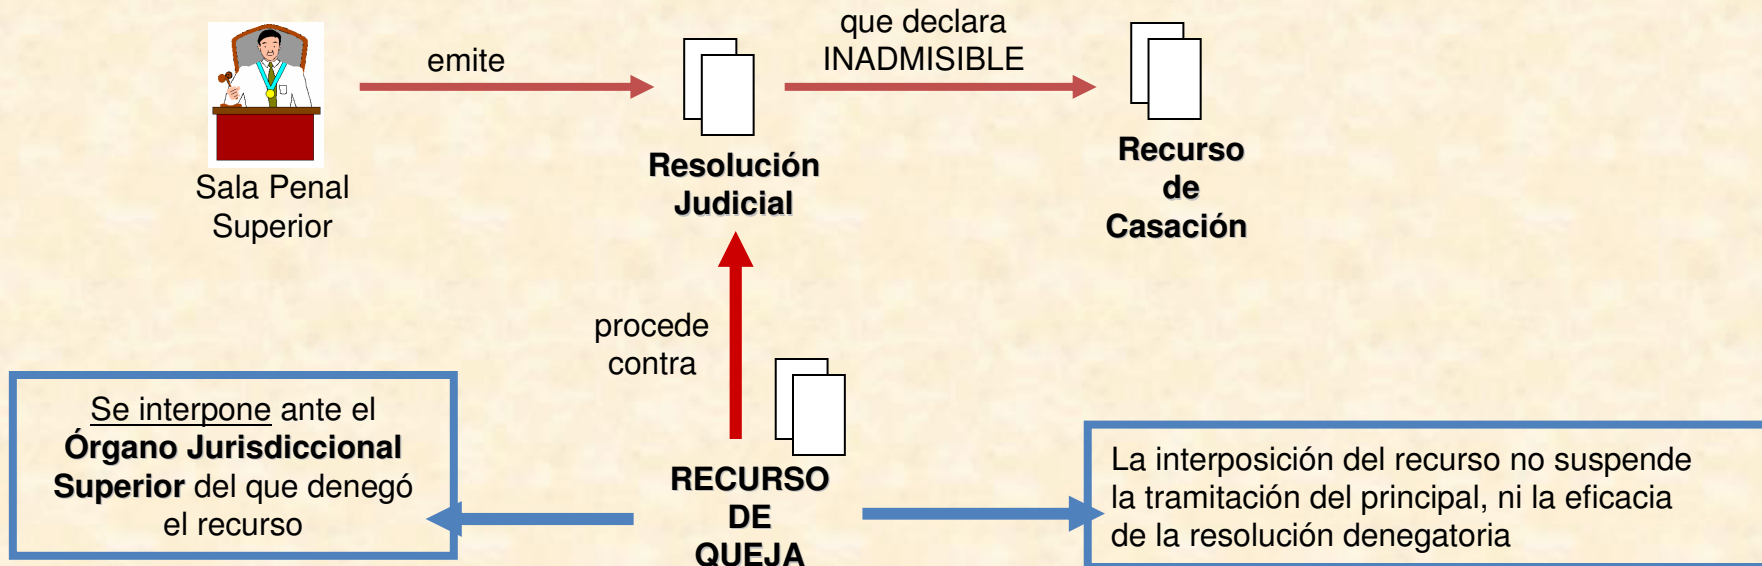 emite
que declara
INADMISIBLE
Sala Penal
Superior
Resolución
Judicial
Recurso
de
Casación
procede
contra
Se interpone ante el
Órgano Jurisdiccional
Superior del que denegó
el recurso
RECURSO
DE
QUEJA
La interposición del recurso no suspende
la tramitación del principal, ni la eficacia
de la resolución denegatoria